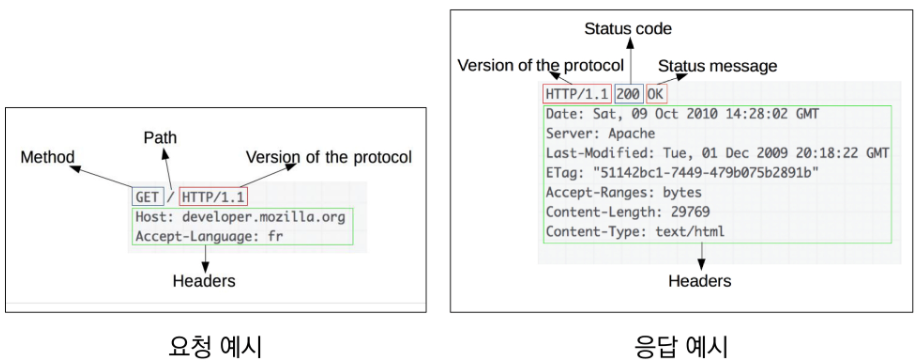 Method
Path
Version of the protocol
GET / HTTP/1.1
Host: developer.mozilla.org
Accept-Language: fr
Headers
요청 예시
Status code
Version of the protocol
Status message
HTTP/1.1 200 OK
Date: Sat, 09 Oct 2010 14:28:02 GMT
Server: Apache
Last-Modified: Tue, 01 Dec 2009 20:18:22 GMT
ETag: "51142bc1-7449-479b075b2891b"
Accept-Ranges: bytes
Content-Length: 29769
Content-Type: text/html
Headers
응답 예시